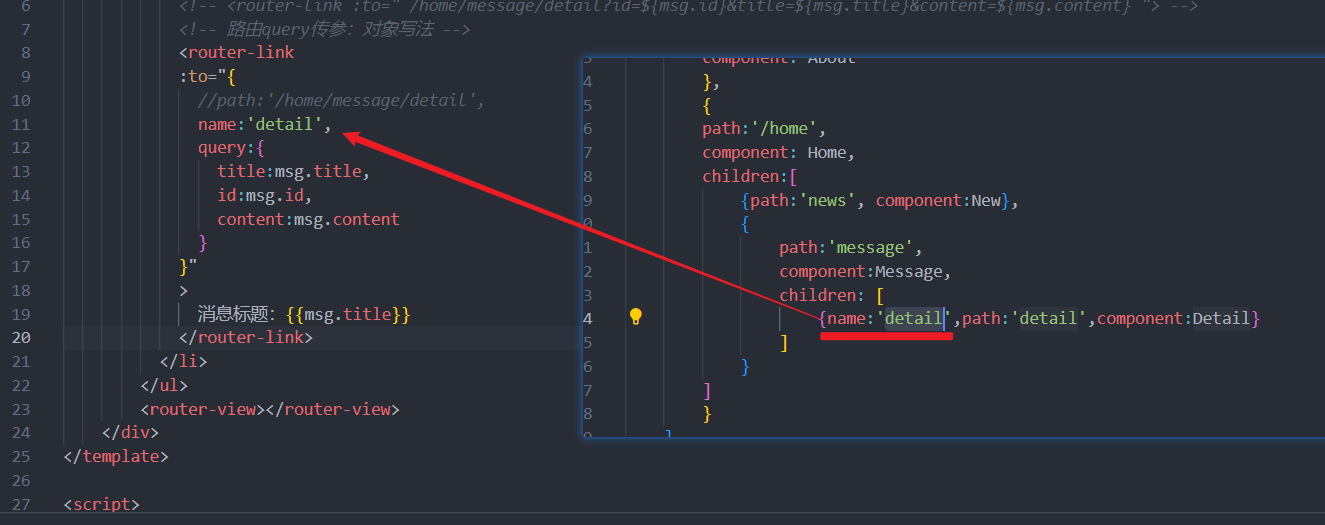 6 <!-- <router-link :to=" /home/message/detail?id=${msg.id}&title=${msg.title}&content=${msg.content} "> -->
7 <!-- 路由query传参：对象写法 -->
8 <router-link
9 :to="{
10 //path:'/home/message/detail',
11 name:'detail',
12 query:{
13 title:msg.title,
14 id:msg.id,
15 content:msg.content
16 }
17 }"
18 >
19 消息标题：{{msg.title}}
20 </router-link>
21 </li>
22 </ul>
23 <router-view></router-view>
24 </div>
25 </template>
26
27 <script>
3 component: About
4 },
5 {
6 path:'/home',
7 component: Home,
8 children:[
9 {path:'news', component:New},
0 {
1 path:'message',
2 component:Message,
3 children: [
4 {name:'detail',path:'detail',component:Detail}
5 ]
6 }
7 ]
8 }
9 ]